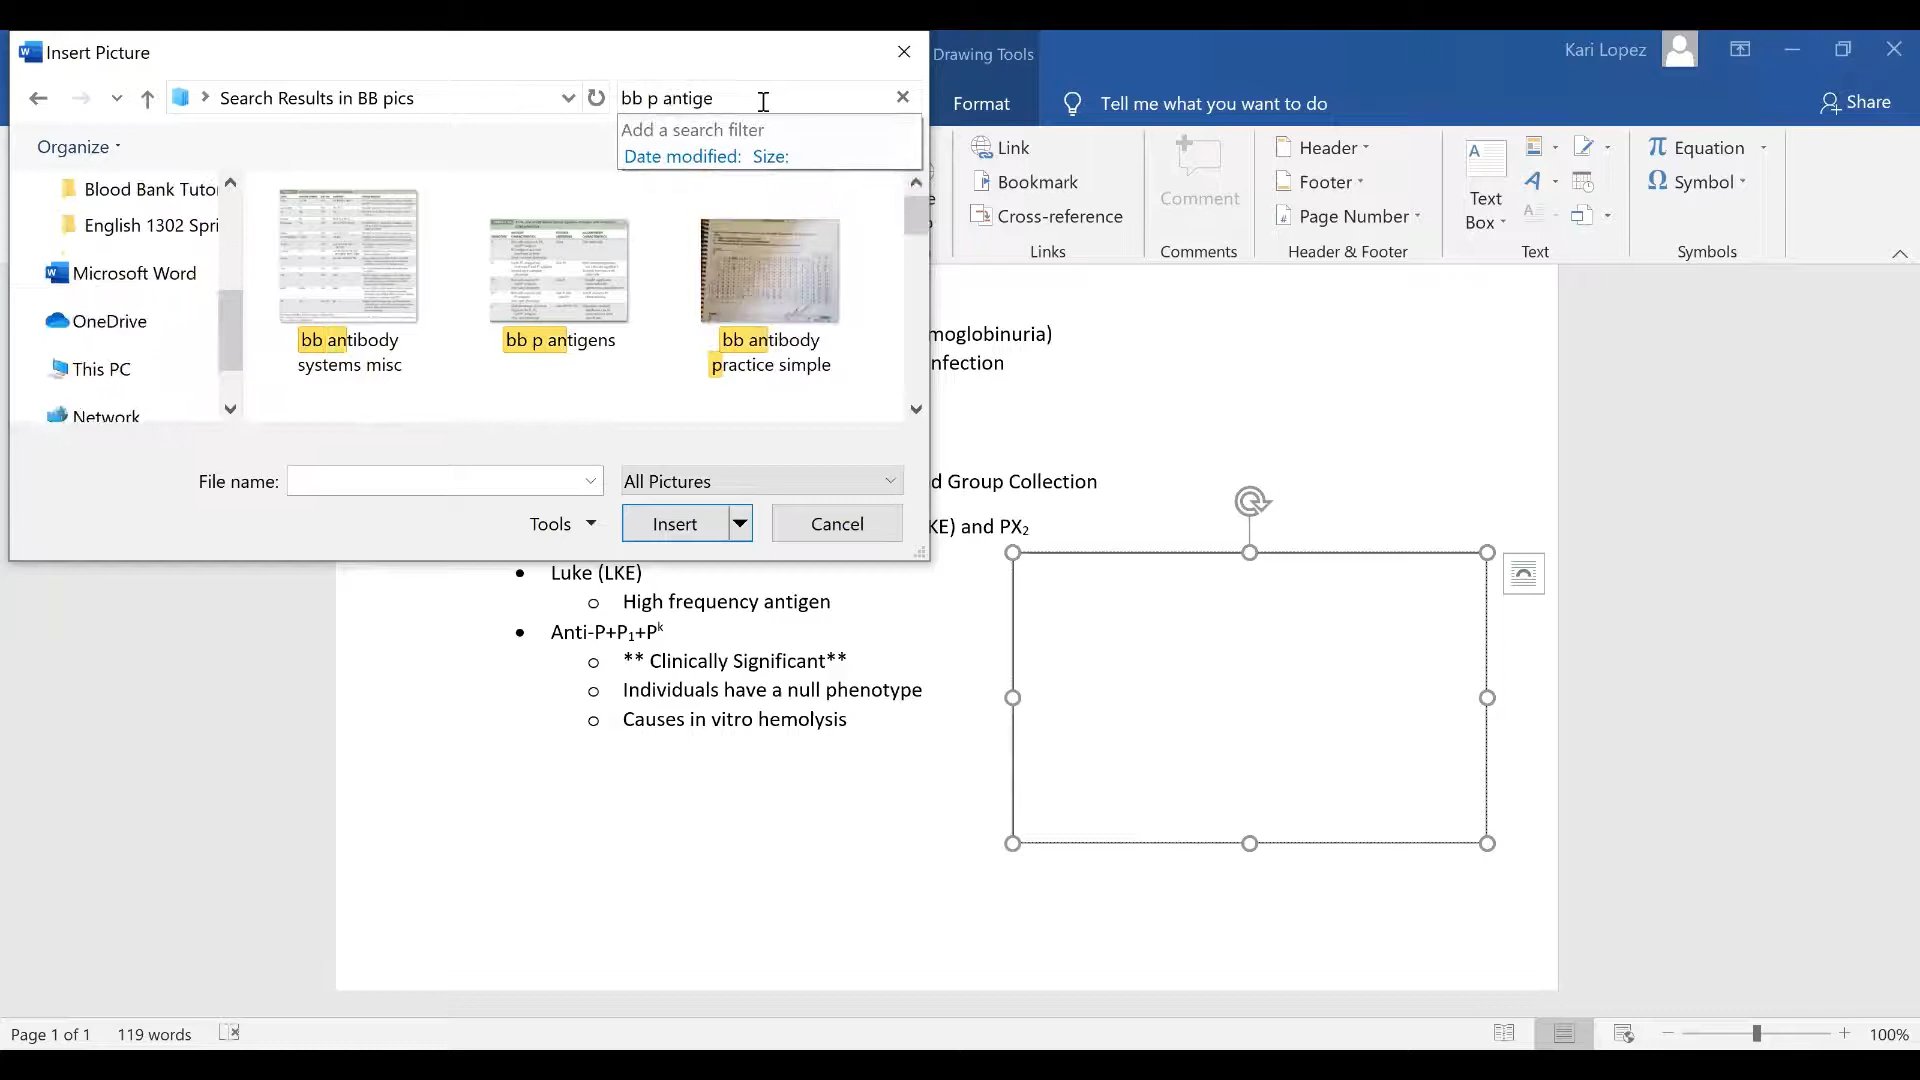 Insert Picture
Search Results in BB pics
bb p antige
Add a search filter
Date modified: Size:
Organize
Blood Bank Tuto
English 1302 Spri
Microsoft Word
OneDrive
This PC
Network
bb antibody
systems misc
bb p antigens
bb antibody
practice simple
File name:
All Pictures
Tools
Insert
Cancel
Drawing Tools
Kari Lopez
Format
Tell me what you want to do
Share
Link
Bookmark
Cross-reference
Links
Comment
Comments
Header
Footer
Page Number
Header & Footer
Text
Box
Text
Equation
Symbol
Symbols
moglobinuria)
nfection
d Group Collection
KE) and PX₂
• Luke (LKE)
o High frequency antigen
• Anti-P+P₁+Pᵏ
o ** Clinically Significant**
o Individuals have a null phenotype
o Causes in vitro hemolysis
Page 1 of 1
119 words
100%